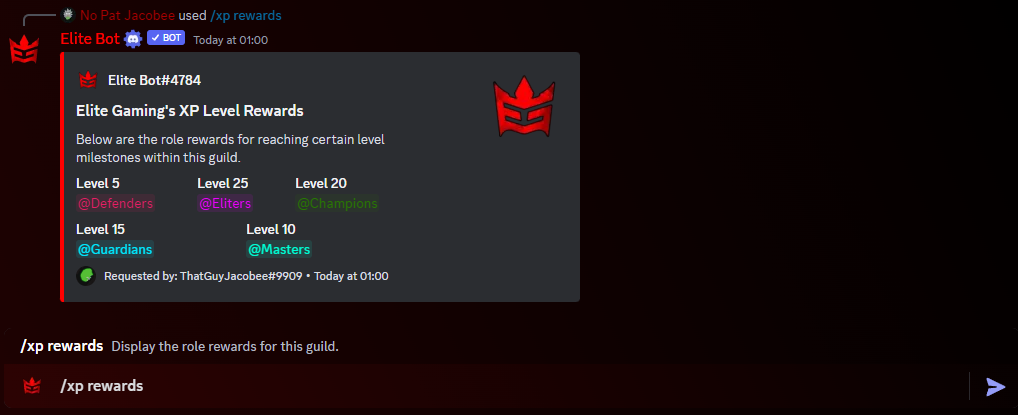 No Pat Jacobee used /xp rewards
Elite Bot ✓ BOT Today at 01:00
Elite Bot#4784
Elite Gaming's XP Level Rewards
Below are the role rewards for reaching certain level
milestones within this guild.
Level 5 Level 25 Level 20
@Defenders @Eliters @Champions
Level 15 Level 10
@Guardians @Masters
Requested by: ThatGuyJacobee#9909 • Today at 01:00
/xp rewards Display the role rewards for this guild.
/xp rewards